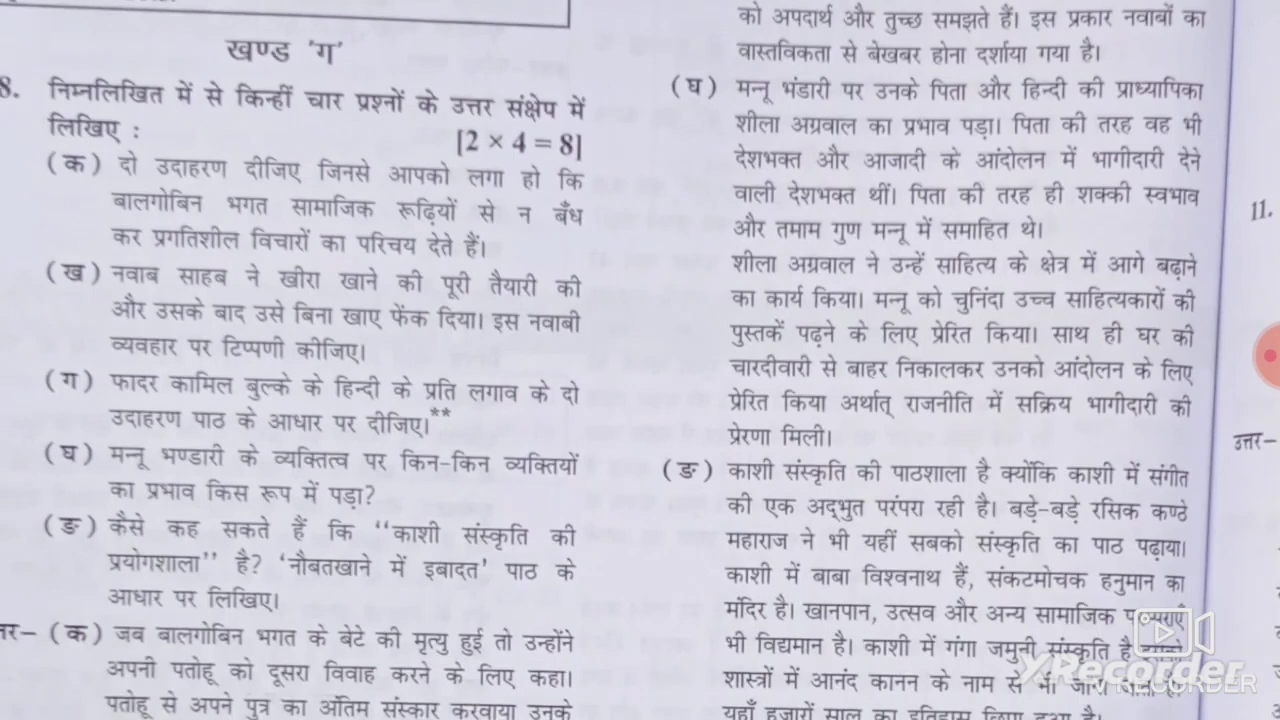 खण्ड 'ग'
8. निम्नलिखित में से किन्हीं चार प्रश्नों के उत्तर संक्षेप में
लिखिए :
[2 × 4 = 8]
(क) दो उदाहरण दीजिए जिनसे आपको लगा हो कि
बालगोबिन भगत सामाजिक रूढ़ियों से न बँध
कर प्रगतिशील विचारों का परिचय देते हैं।
(ख) नवाब साहब ने खीरा खाने की पूरी तैयारी की
और उसके बाद उसे बिना खाए फेंक दिया। इस नवाबी
व्यवहार पर टिप्पणी कीजिए।
(ग) फादर कामिल बुल्के के हिन्दी के प्रति लगाव के दो
उदाहरण पाठ के आधार पर दीजिए।**
(घ) मन्नू भण्डारी के व्यक्तित्व पर किन-किन व्यक्तियों
का प्रभाव किस रूप में पड़ा?
(ङ) कैसे कह सकते हैं कि ‘‘काशी संस्कृति की
प्रयोगशाला’’ है? ‘नौबतखाने में इबादत’ पाठ के
आधार पर लिखिए।
त्तर– (क) जब बालगोबिन भगत के बेटे की मृत्यु हुई तो उन्होंने
अपनी पतोहू को दूसरा विवाह करने के लिए कहा।
पतोहू से अपने पुत्र का अंतिम संस्कार करवाया उनके
को अपदार्थ और तुच्छ समझते हैं। इस प्रकार नवाबों का
वास्तविकता से बेखबर होना दर्शाया गया है।
(घ) मन्नू भंडारी पर उनके पिता और हिन्दी की प्राध्यापिका
शीला अग्रवाल का प्रभाव पड़ा। पिता की तरह वह भी
देशभक्त और आजादी के आंदोलन में भागीदारी देने
वाली देशभक्त थीं। पिता की तरह ही शक्की स्वभाव
और तमाम गुण मन्नू में समाहित थे।
शीला अग्रवाल ने उन्हें साहित्य के क्षेत्र में आगे बढ़ाने
का कार्य किया। मन्नू को चुनिंदा उच्च साहित्यकारों की
पुस्तकें पढ़ने के लिए प्रेरित किया। साथ ही घर की
चारदीवारी से बाहर निकालकर उनको आंदोलन के लिए
प्रेरित किया अर्थात् राजनीति में सक्रिय भागीदारी की
प्रेरणा मिली।
(ङ) काशी संस्कृति की पाठशाला है क्योंकि काशी में संगीत
की एक अद्भुत परंपरा रही है। बड़े-बड़े रसिक कण्ठे
महाराज ने भी यहीं सबको संस्कृति का पाठ पढ़ाया।
काशी में बाबा विश्वनाथ हैं, संकटमोचक हनुमान का
मंदिर है। खानपान, उत्सव और अन्य सामाजिक
भी विद्यमान है। काशी में गंगा जमुनी संस्कृति है
शास्त्रों में आनंद कानन के नाम से
यहाँ हजारों साल का इतिहास
11.
उत्तर–
XRecorder